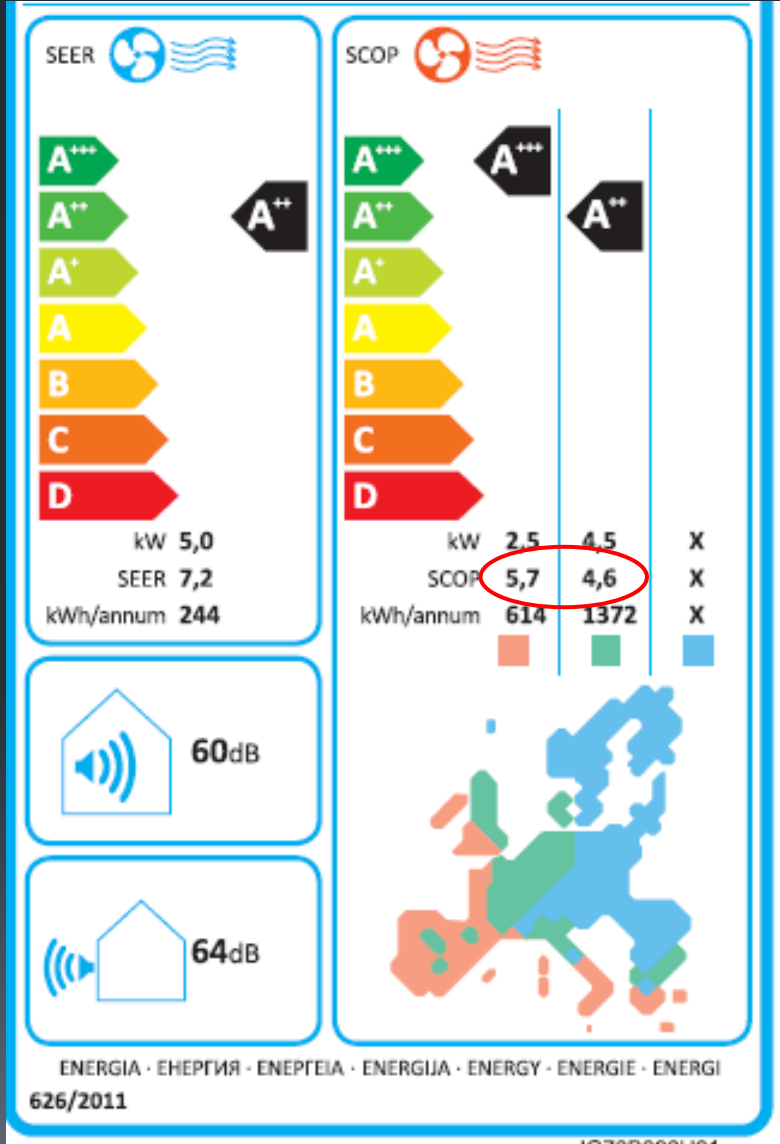 SEER
SCOP
A+++
A++
A+
A
B
C
D
A++
kW 5,0
SEER 7,2
kWh/annum 244
A+++
A++
A+
A
B
C
D
A+++
A++
kW 2,5 4,5 X
SCOP 5,7 4,6 X
kWh/annum 614 1372 X
60dB
64dB
ENERGIA · ЕНЕРГИЯ · ΕΝΕΡΓΕΙΑ · ENERGIJA · ENERGY · ENERGIE · ENERGI
626/2011